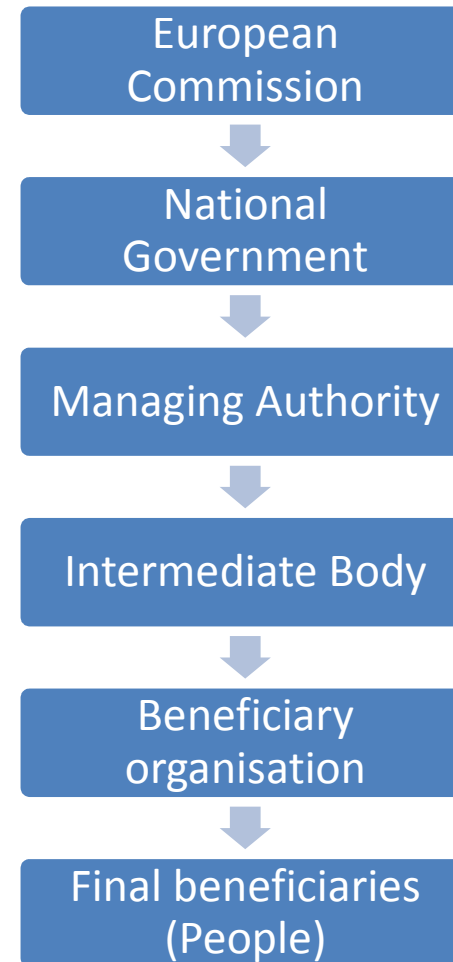 European
Commission
National
Government
Managing Authority
Intermediate Body
Beneficiary
organisation
Final beneficiaries
(People)